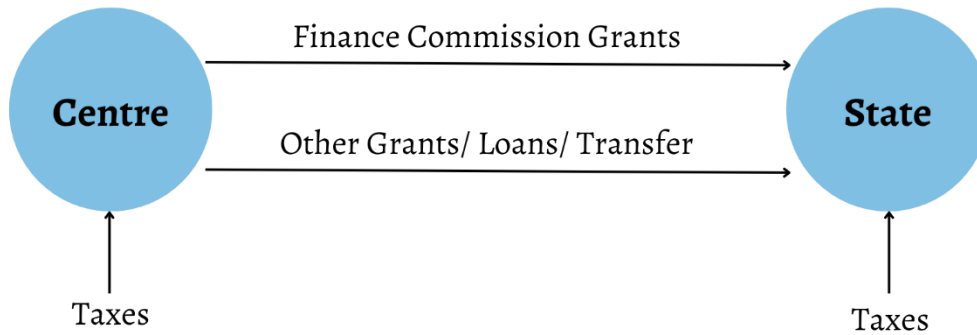 Finance Commission Grants
Centre
State
Other Grants/ Loans/ Transfer
Taxes
Taxes